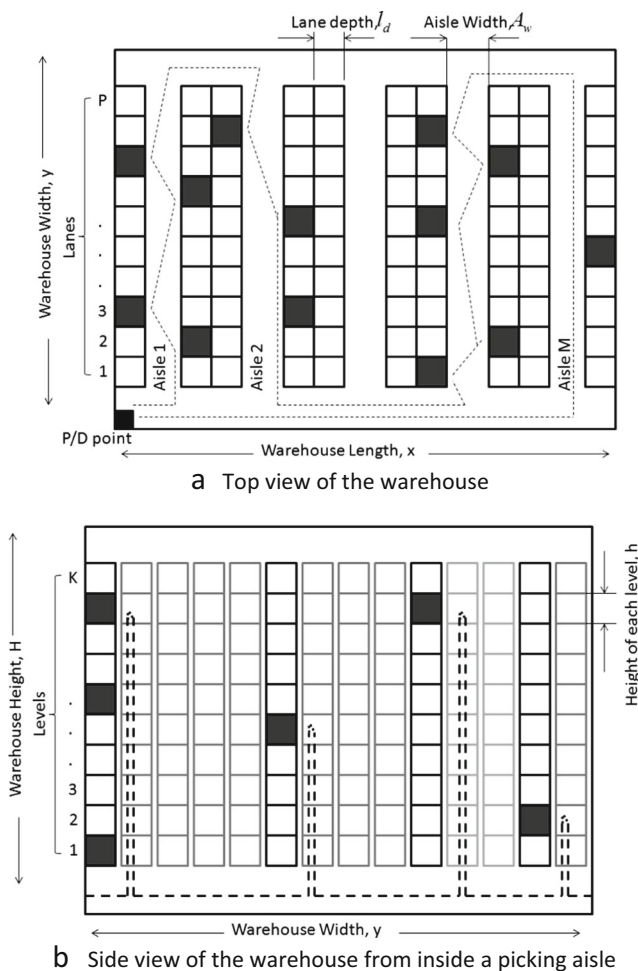 Lane depth, l_d
Aisle Width, A_w
Warehouse Width, y
Lanes
P
.
.
.
3
2
1
Aisle 1
Aisle 2
Aisle M
P/D point
Warehouse Length, x
a Top view of the warehouse
Warehouse Height, H
Levels
K
.
.
.
3
2
1
Height of each level, h
Warehouse Width, y
b Side view of the warehouse from inside a picking aisle